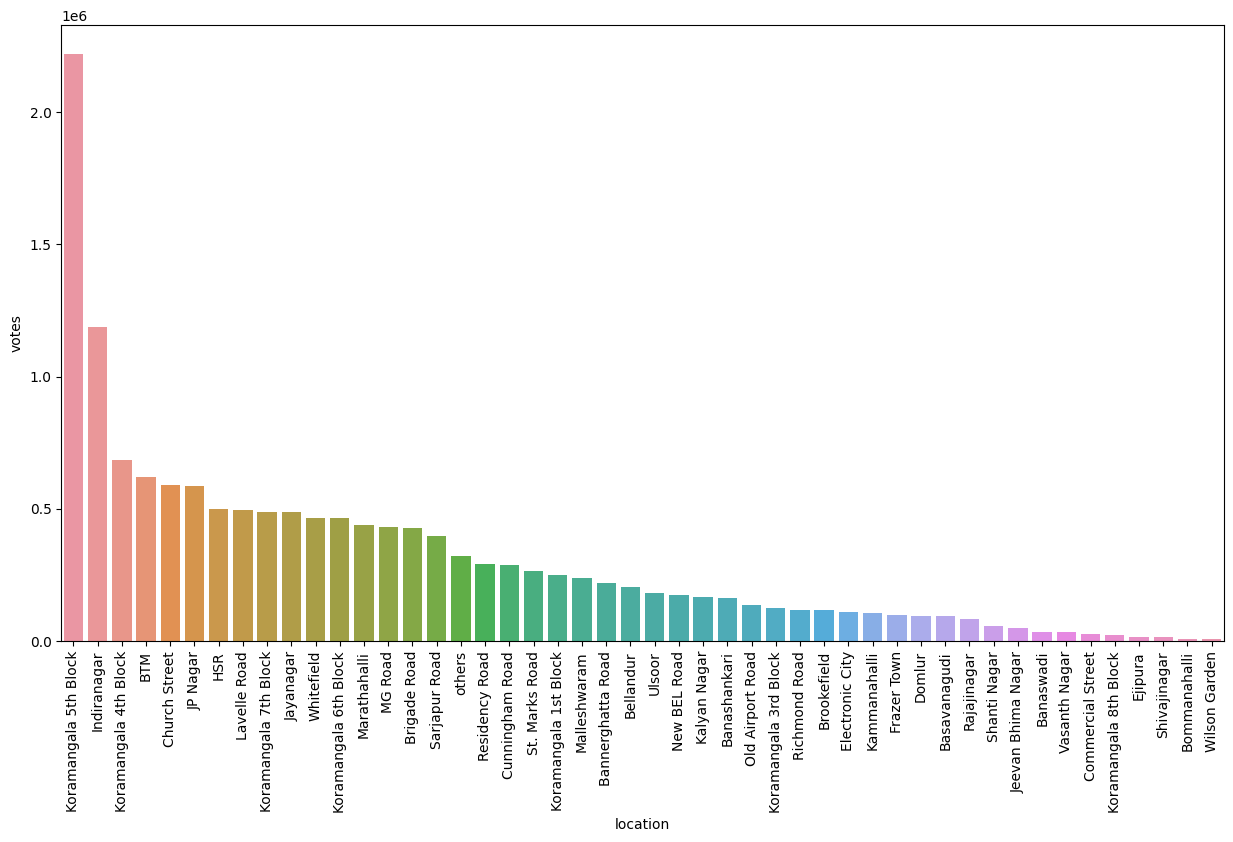 1e6
2.0
1.5
1.0
0.5
0.0
votes
Koramangala 5th Block
Indiranagar
Koramangala 4th Block
BTM
Church Street
JP Nagar
HSR
Lavelle Road
Koramangala 7th Block
Jayanagar
Whitefield
Koramangala 6th Block
Marathahalli
MG Road
Brigade Road
Sarjapur Road
others
Residency Road
Cunningham Road
St. Marks Road
Koramangala 1st Block
Malleshwaram
Bannerghatta Road
Bellandur
Ulsoor
New BEL Road
Kalyan Nagar
Banashankari
Old Airport Road
Koramangala 3rd Block
Richmond Road
Brookefield
Electronic City
Kammanahalli
Frazer Town
Domlur
Basavanagudi
Rajajinagar
Shanti Nagar
Jeevan Bhima Nagar
Banaswadi
Vasanth Nagar
Commercial Street
Koramangala 8th Block
Ejipura
Shivajinagar
Bommanahalli
Wilson Garden
location